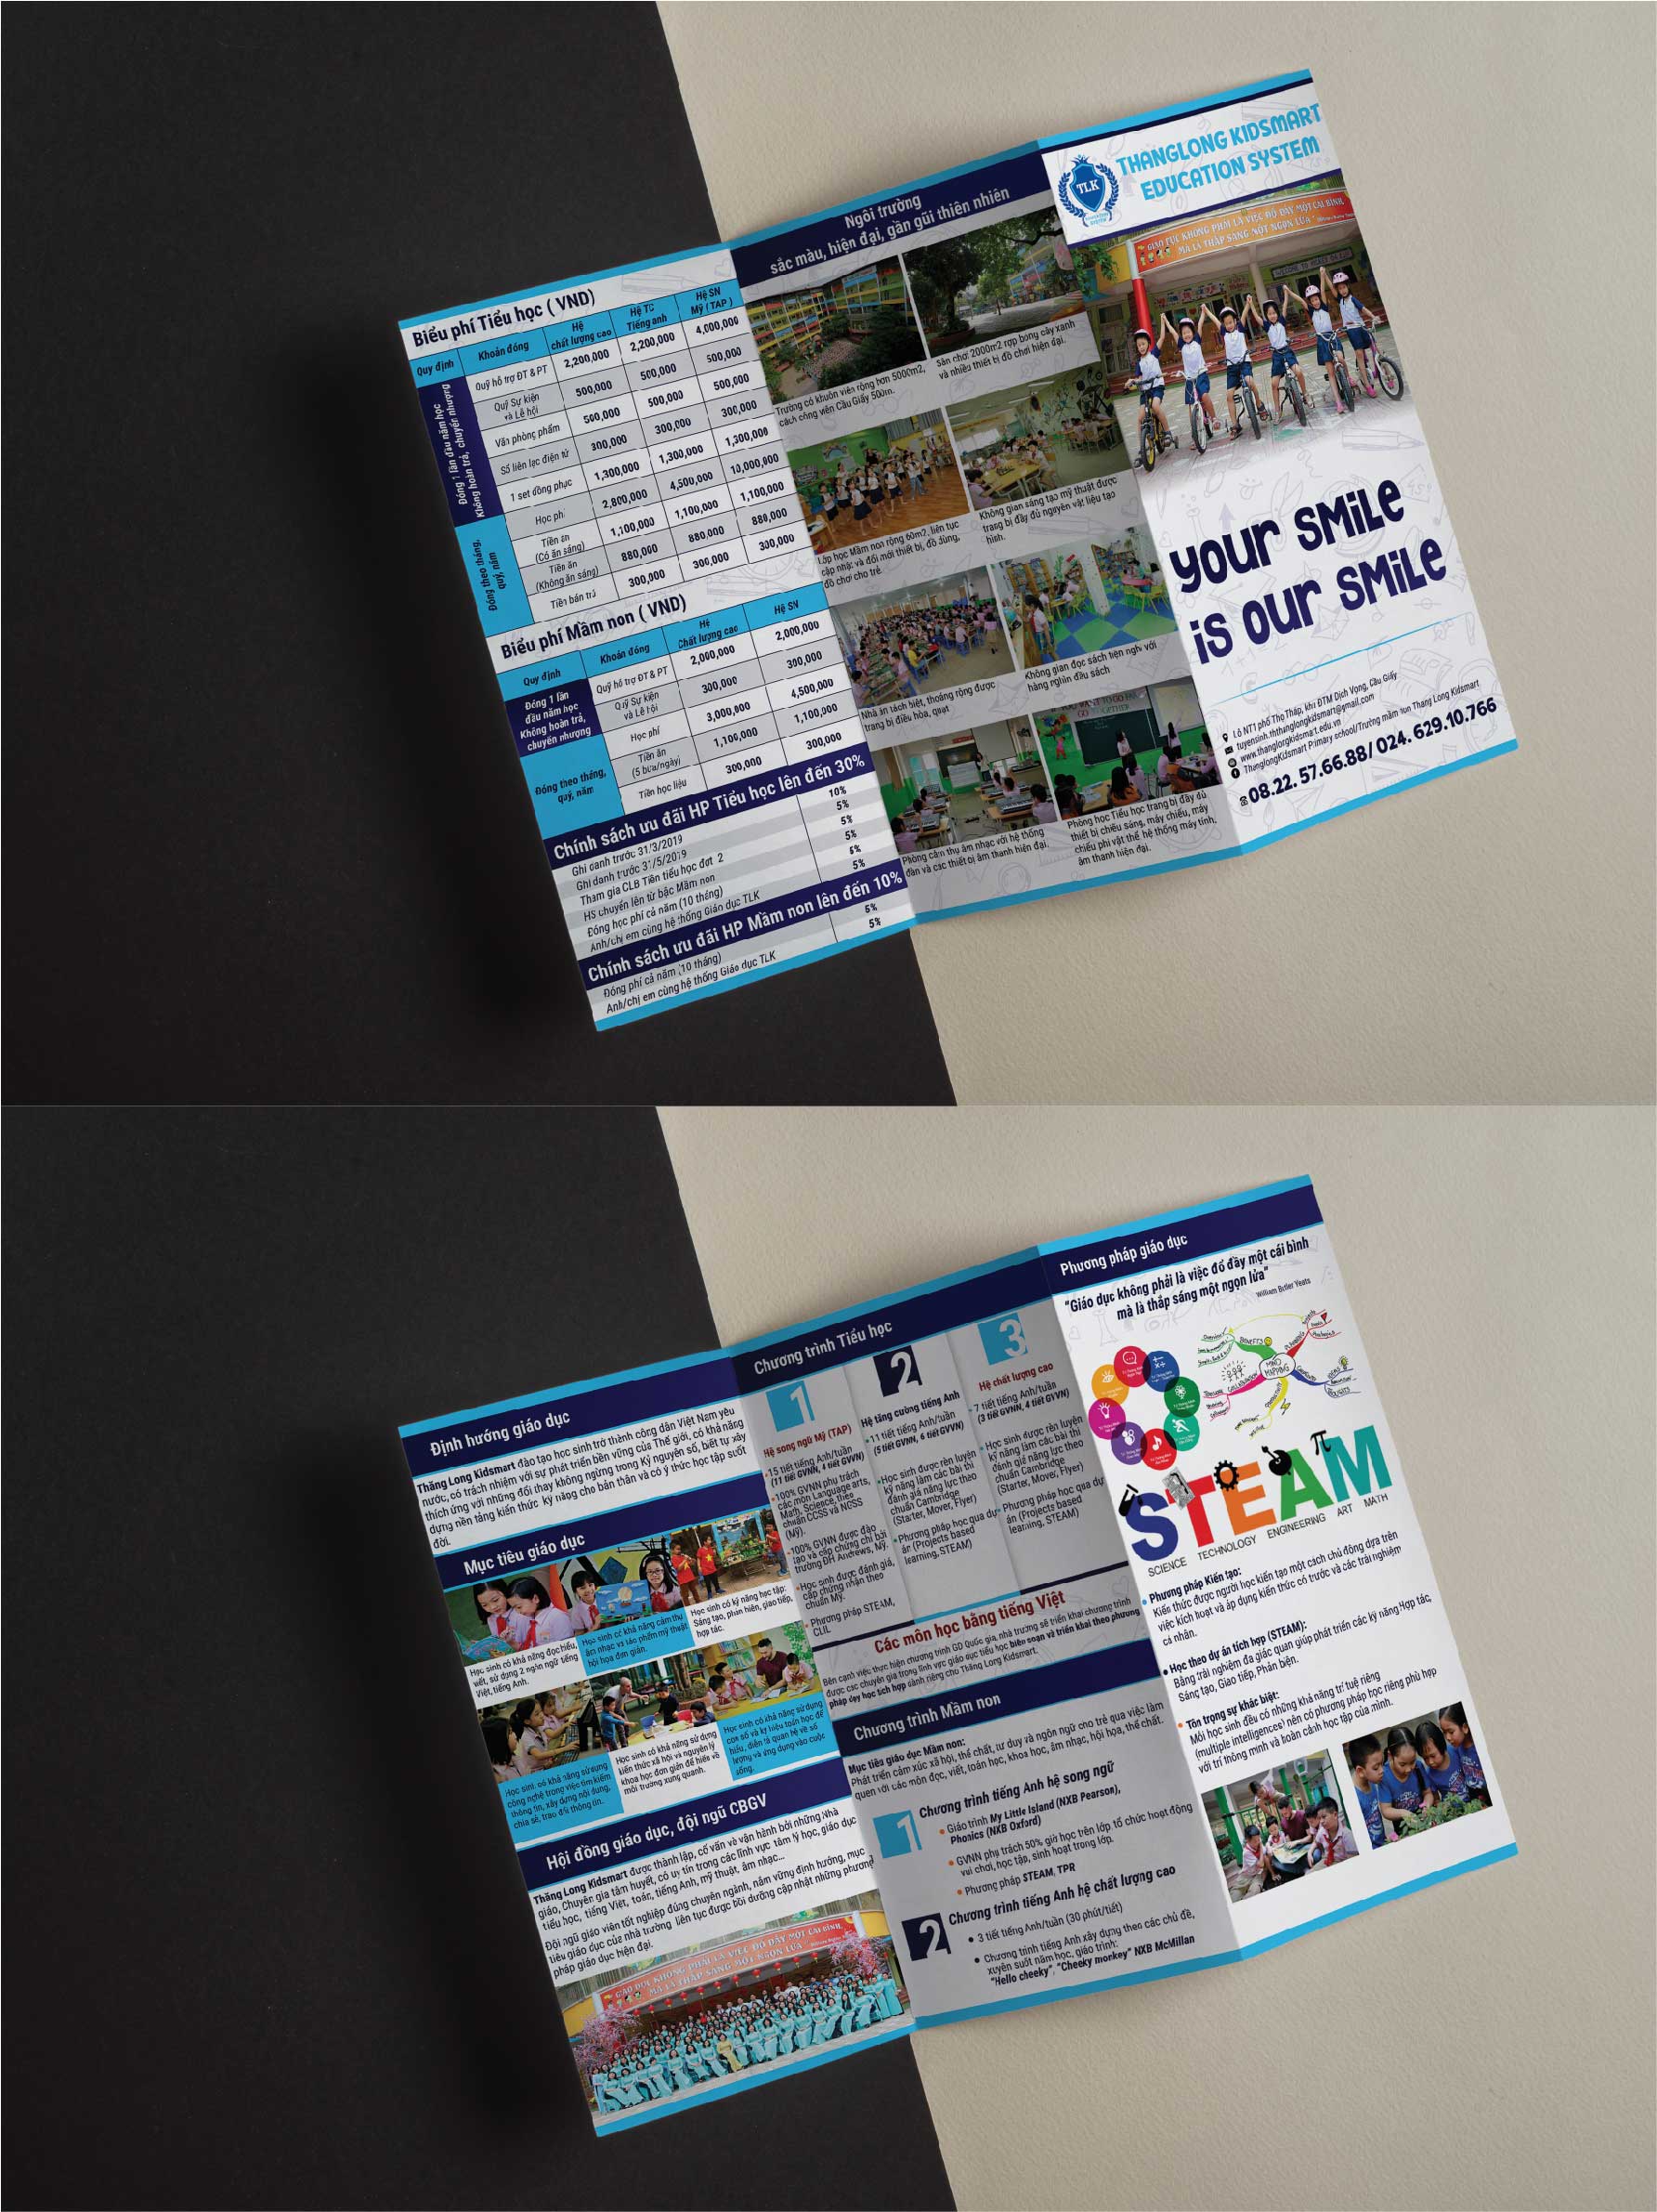 Biểu phí Tiểu học ( VND)
Quy định
Khoản đóng
Hệ
chất lượng cao
Hệ TC
Tiếng anh
Hệ SN
Mỹ ( TAP )
Đóng 1 lần đầu năm học
Không hoàn trả, chuyển nhượng
Quỹ hỗ trợ ĐT & PT
2,200,000
2,200,000
4,000,000
Quỹ Sự kiện
và Lễ hội
500,000
500,000
500,000
Văn phòng phẩm
500,000
500,000
500,000
Sổ liên lạc điện tử
300,000
300,000
300,000
1 set đồng phục
1,300,000
1,300,000
1,300,000
Đóng theo tháng,
quý, năm
Học phí
2,800,000
4,500,000
10,000,000
Tiền ăn
(Có ăn sáng)
1,100,000
1,100,000
1,100,000
Tiền ăn
(Không ăn sáng)
880,000
880,000
880,000
Tiền bán trú
300,000
300,000
300,000
Biểu phí Mầm non ( VND)
Quy định
Khoản đóng
Hệ
Chất lượng cao
Hệ SN
Đóng 1 lần
đầu năm học
Không hoàn trả,
chuyển nhượng
Quỹ hỗ trợ ĐT & PT
2,000,000
2,000,000
Quỹ Sự kiện
và Lễ hội
300,000
300,000
Đóng theo tháng,
quý, năm
Học phí
3,000,000
4,500,000
Tiền ăn
(5 bữa/ngày)
1,100,000
1,100,000
Tiền học liệu
300,000
300,000
Chính sách ưu đãi HP Tiểu học lên đến 30%
Ghi danh trước 31/3/2019 10%
Ghi danh trước 31/5/2019 5%
Tham gia CLB Tiền tiểu học đợt 2 5%
HS chuyển lên từ bậc Mầm non 5%
Đóng học phí cả năm (10 tháng) 5%
Anh/chị em cùng hệ thống Giáo dục TLK 5%
Chính sách ưu đãi HP Mầm non lên đến 10%
Đóng phí cả năm (10 tháng) 5%
Anh/chị em cùng hệ thống Giáo dục TLK 5%
Ngôi trường
sắc màu, hiện đại, gần gũi thiên nhiên
Trường có khuôn viên rộng hơn 5000m2,
cách công viên Cầu Giấy 500m.
Sân chơi 2000m2 rợp bóng cây xanh
và nhiều thiết bị đồ chơi hiện đại.
Lớp học Mầm non rộng 60m2, liên tục
cập nhật và đổi mới thiết bị, đồ dùng,
đồ chơi cho trẻ
Không gian sáng tạo mỹ thuật được
trang bị đầy đủ nguyên vật liệu tạo
hình.
Nhà ăn tách biệt, thoáng rộng được
trang bị điều hòa, quạt
Không gian đọc sách tiện nghi với
hàng nghìn đầu sách
Phòng cảm thụ âm nhạc với hệ thống
đàn và các thiết bị âm thanh hiện đại.
Phòng học Tiểu học trang bị đầy đủ
thiết bị chiếu sáng, máy chiếu, máy
chiếu phi vật thể, hệ thống máy tính,
âm thanh hiện đại.
TLK
THANGLONG KIDSMART
EDUCATION SYSTEM
GIÁO DỤC KHÔNG PHẢI LÀ VIỆC ĐỔ ĐẦY MỘT CÁI BÌNH
MÀ LÀ THẮP SÁNG MỘT NGỌN LỬA
YOUR SMiLe
iS OUR SMiLe
Lô NT1 phố Thọ Tháp, khu ĐTM Dịch Vọng, Cầu Giấy
tuyensinh.ththanglongkidsmart@gmail.com
www.thanglongkidsmart.edu.vn
ThanglongKidsmart Primary school/Trường mầm non Thang Long Kidsmart
08.22. 57.66.88/ 024. 629.10.766
Định hướng giáo dục
Thăng Long Kidsmart đào tạo học sinh trở thành công dân Việt Nam yêu
nước, có trách nhiệm với sự phát triển bền vững của Thế giới, có khả năng
thích ứng với những đổi thay không ngừng trong Kỷ nguyên số, biết tự xây
dựng nền tảng kiến thức kỹ năng cho bản thân và có ý thức học tập suốt
đời.
Mục tiêu giáo dục
Học sinh có khả năng đọc hiểu,
viết, sử dụng 2 ngôn ngữ tiếng
Việt, tiếng Anh.
Học sinh có khả năng cảm thụ
âm nhạc và sản phẩm mỹ thuật
hội họa đơn giản.
Học sinh có kỹ năng học tập:
Sáng tạo, phản biện, giao tiếp,
hợp tác.
Học sinh có khả năng sử dụng
công nghệ trong việc tìm kiếm
thông tin, xây dựng nội dung,
chia sẻ, trao đổi thông tin.
Học sinh có khả năng sử dụng
kiến thức xã hội và nguyên lý
khoa học đơn giản để hiểu về
môi trường xung quanh.
Học sinh có khả năng sử dụng
con số và ký hiệu toán học để
hiểu, diễn tả quan hệ về số
lượng và ứng dụng vào cuộc
sống.
Hội đồng giáo dục, đội ngũ CBGV
Thăng Long Kidsmart được thành lập, cố vấn và vận hành bởi những Nhà
giáo, Chuyên gia tâm huyết, có uy tín trong các lĩnh vực tâm lý học, giáo dục
tiểu học, tiếng Việt, toán, tiếng Anh, mỹ thuật, âm nhạc...
Đội ngũ giáo viên tốt nghiệp đúng chuyên ngành, nắm vững định hướng, mục
tiêu giáo dục của nhà trường liên tục được bồi dưỡng cập nhật những phương
pháp giáo dục hiện đại.
GIÁO DỤC KHÔNG PHẢI LÀ VIỆC ĐỔ ĐẦY MỘT CÁI BÌNH
MÀ LÀ THẮP SÁNG MỘT NGỌN LỬA
Chương trình Tiểu học
1
Hệ song ngữ Mỹ (TAP)
15 tiết tiếng Anh/tuần
(11 tiết GVNN, 4 tiết GVVN)
100% GVNN phụ trách
các môn Language arts,
Math, Science, theo
chuẩn CCSS và NGSS
(Mỹ).
100% GVNN được đào
tạo và cấp chứng chỉ bởi
trường ĐH Andrews, Mỹ.
Học sinh được đánh giá,
cấp chứng nhận theo
chuẩn Mỹ.
Phương pháp STEAM,
CLIL
2
Hệ tăng cường tiếng Anh
11 tiết tiếng Anh/tuần
(5 tiết GVNN, 6 tiết GVVN)
Học sinh được rèn luyện
kỹ năng làm các bài thi
đánh giá năng lực theo
chuẩn Cambridge
(Starter, Mover, Flyer)
Phương pháp học qua dự
án (Projects based
learning, STEAM)
3
Hệ chất lượng cao
7 tiết tiếng Anh/tuần
(3 tiết GVNN, 4 tiết GVVN)
Học sinh được rèn luyện
kỹ năng làm các bài thi
đánh giá năng lực theo
chuẩn Cambridge
(Starter, Mover, Flyer)
Phương pháp học qua dự
án (Projects based
learning, STEAM)
Các môn học bằng tiếng Việt
Bên cạnh việc thực hiện chương trình GD Quốc gia, nhà trường sẽ triển khai chương trình
được các chuyên gia trong lĩnh vực giáo dục tiểu học biên soạn và triển khai theo phương
pháp dạy học tích hợp dành riêng cho Thăng Long Kidsmart.
Chương trình Mầm non
Mục tiêu giáo dục Mầm non:
Phát triển cảm xúc xã hội, thể chất, tư duy và ngôn ngữ cho trẻ qua việc làm
quen với các môn đọc, viết, toán học, khoa học, âm nhạc, hội họa, thể chất.
1
Chương trình tiếng Anh hệ song ngữ
Giáo trình My Little Island (NXB Pearson),
Phonics (NXB Oxford)
GVNN phụ trách 50% giờ học trên lớp tổ chức hoạt động
vui chơi, học tập, sinh hoạt trong lớp.
Phương pháp STEAM, TPR
2
Chương trình tiếng Anh hệ chất lượng cao
3 tiết tiếng Anh/tuần (30 phút/tiết)
Chương trình tiếng Anh xây dựng theo các chủ đề,
xuyên suốt năm học, giáo trình:
"Hello cheeky", "Cheeky monkey" NXB McMillan
Phương pháp giáo dục
"Giáo dục không phải là việc đổ đầy một cái bình
mà là thắp sáng một ngọn lửa"
William Butler Yeats
MIND
MAPPING
BENEFITS
STEAM
SCIENCE TECHNOLOGY ENGINEERING ART MATH
Phương pháp Kiến tạo:
Kiến thức được người học kiến tạo một cách chủ động dựa trên
việc kích hoạt và áp dụng kiến thức có trước và các trải nghiệm
cá nhân.
Học theo dự án tích hợp (STEAM):
Bằng trải nghiệm đa giác quan giúp phát triển các kỹ năng Hợp tác,
Sáng tạo, Giao tiếp, Phản biện.
Tôn trọng sự khác biệt:
Mỗi học sinh đều có những khả năng trí tuệ riêng
(multiple intelligences) nên có phương pháp học riêng phù hợp
với trí thông minh và hoàn cảnh học tập của mình.